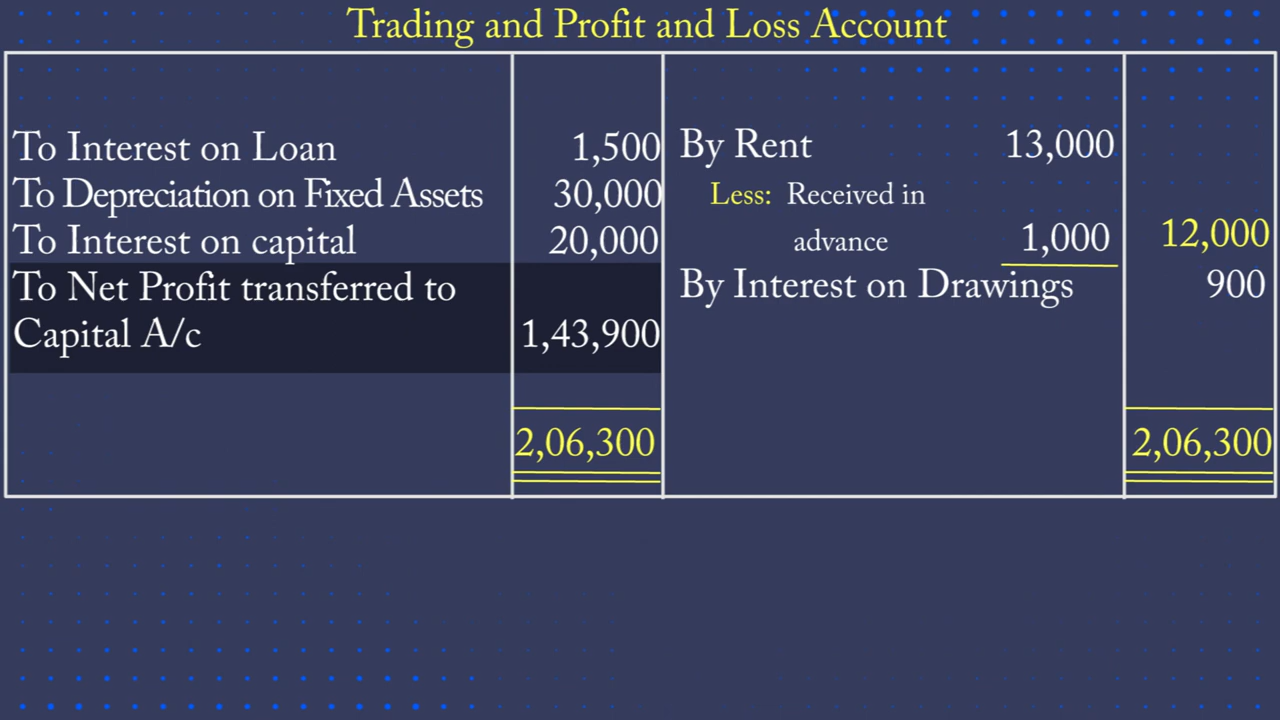 Trading and Profit and Loss Account
To Interest on Loan 1,500
To Depreciation on Fixed Assets 30,000
To Interest on capital 20,000
To Net Profit transferred to
Capital A/c 1,43,900
2,06,300
By Rent 13,000
Less: Received in
advance 1,000 12,000
By Interest on Drawings 900
2,06,300